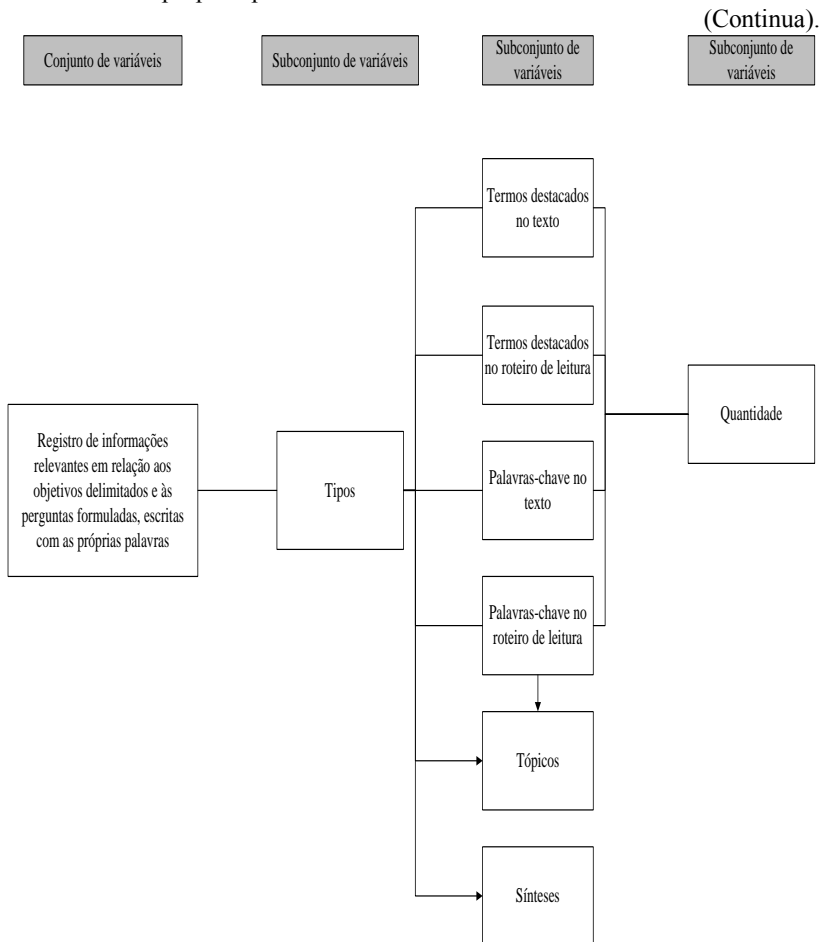 (Continua).
Conjunto de variáveis
Subconjunto de variáveis
Subconjunto de
variáveis
Subconjunto de
variáveis
Termos destacados
no texto
Termos destacados
no roteiro de leitura
Quantidade
Registro de informações
relevantes em relação aos
objetivos delimitados e às
perguntas formuladas, escritas
com as próprias palavras
Tipos
Palavras-chave no
texto
Palavras-chave no
roteiro de leitura
Tópicos
Sínteses